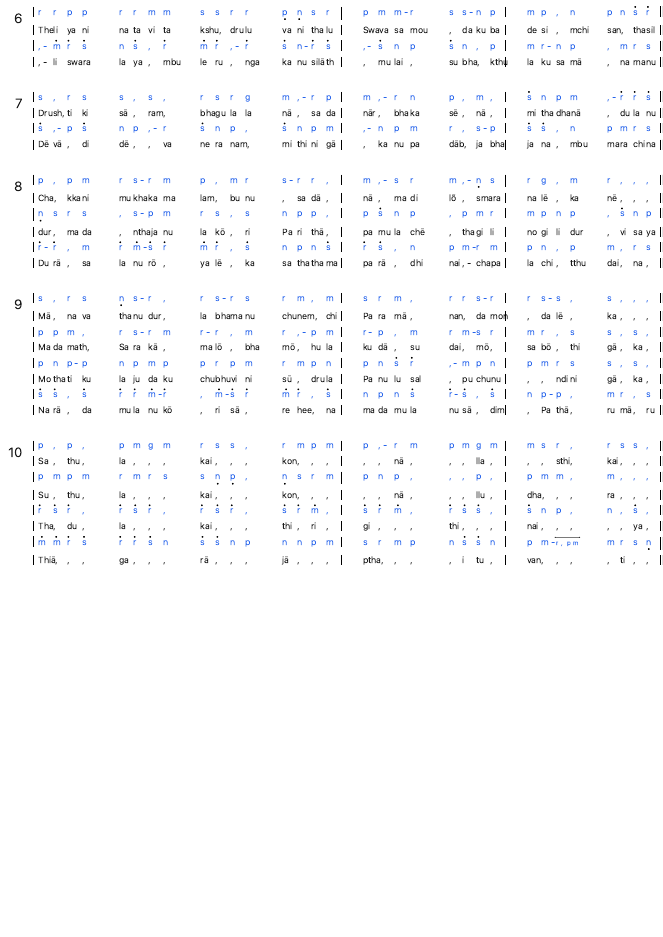 6
r r p p r r m m s s r r p n s r p m m - r s s - n p m p , n p n s r
Theli ya ni na ta vi ta kshu, drulu va ni thalu Swava sa mou , da ku ba de si , mchi san, thasil
, - m r s n s , r m r , - r s n - r s , - s n p s n , p m r - n p , m r s
, - lí swara la ya , mbu le ru , nga ka nu silâth , mu lai , su bha, kthu la ku sa mā , na manu
7
s , r s s , s , r s r g m , - r p m , - r n p , m , s n p m , - r r s
Drush, ti ki sā , ram, bhagu la la nā , sa da när, bhaka sē , nā , mi tha dhanā , du la nu
s , - p s n p , - r s n p , s n p m , - n p m r , s - p s s , n p m r s
Dē vā , di dē , , va ne ra nam, mi thi ni gā , ka nu pa dāb, ja bha ja na , mbu mara china
8
p , p m r s - r m p , m r s - r r , m , - s r m , - n s r g , m r , , ,
Cha, kkani mu khaka ma lam, bu nu , sa dā , nā , ma di lō , smara na lē , ka nē , , ,
n s r s , s - p m r s , s n p p , p s n p , p m r m p n p , s n p
dur, ma da , nthaja nu la kō , ri Pa ri thā , pa mu la chē , tha gi li no gi li dur , vi sa ya
r - r , m r m - s r m r , s n p n s r s , n p m - r m p n , p m , r s
Du rā , sa la nu rō , ya lē , ka sa tha tha ma pa rā , dhi nai, - chapa la chi , tthu dai, na ,
9
s , r s n s - r , r s - r s r m , m s r m , r r s - r r s - s , s , , ,
Mā , na va tha nu dur, la bhama nu chunem, chi Pa ra mā , nan, da mon , da lē , ka , , ,
p p m , r s - r m r - r , m r , - p m r - p , m r m - s r m r , s s , s ,
Ma da math, Sa ra kā , ma lō , bha mō , hu la ku dā , su dai, mō, sa bō , thi gā , ka ,
p n p - p n p n p p r p m r m p n p n s r , - m p n p m , p m , p ,
Mo tha ti ku la ju da ku chubhuvi ni sū , drula Pa nu lu sal , pu chunu , , ndi ni gā , ka ,
s s , s r r m - r , m - s r m r , s n p n s r - s , s n p , - p m r , s
Na rā , da mu la nu kō , ri sā , re hee, na ma da mu la nu sā , dim , Pa thā , ru mā , ru
10
p , p , p m g m r s s , r m p m p , - r m p m g m m s r , r s s ,
Sa , thu , la , , , kai , , , kon, , , , , nā , , , lla , , , sthi, kai , , ,
p m p m r m r s s n p , n s r m p , m , , , p , p p m , m , , ,
Su , thu , la , , , kai , , , kon, , , , , nā , , , llu , dha, , , ra , , ,
r s r , r s s , r s r , s r m , s r m , r s s , s n p , n , s ,
Tha, du , la , , , kai , , , thi , ri , gi , , , thi , , , nai , , , , , ya ,
m m r s r r s n s s n p n n p m s r m p n s s n p m - r , p m m r s n
Thiā, , , ga , , , rā , , , jā , , , ptha, , , , i tu , van, , , , ti , ,